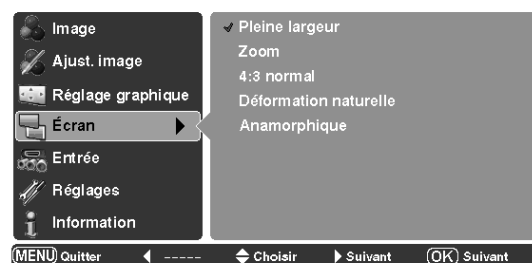 Image
Ajust. image
Réglage graphique
Écran
Entrée
Réglages
Information
Pleine largeur
Zoom
4:3 normal
Déformation naturelle
Anamorphique
MENU Quitter ----- Choisir Suivant OK Suivant